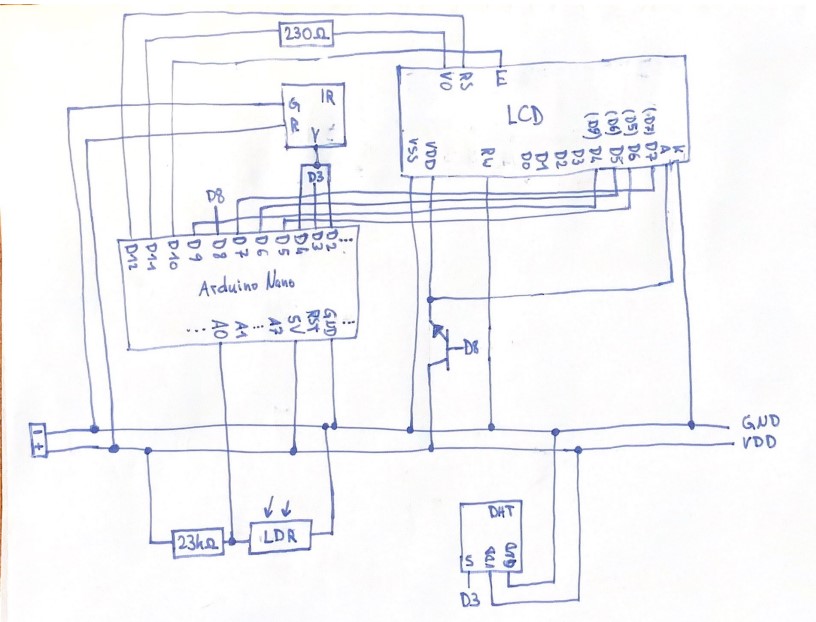 230Ω
VO RS E
G IR
R
V
LCD
(D9) (D6) (D5) (D7)
VSS VDD RW D0 D1 D2 D3 D4 D5 D6 D7 A K
D3
D8
D12 D11 D10 D9 D8 D7 D6 D5 D4 D3 D2 ...
Arduino Nano
... A0 A1 ... A7 5V RST GND ...
D8
- GND
+ VDD
DHT
23kΩ LDR
S GND
D3